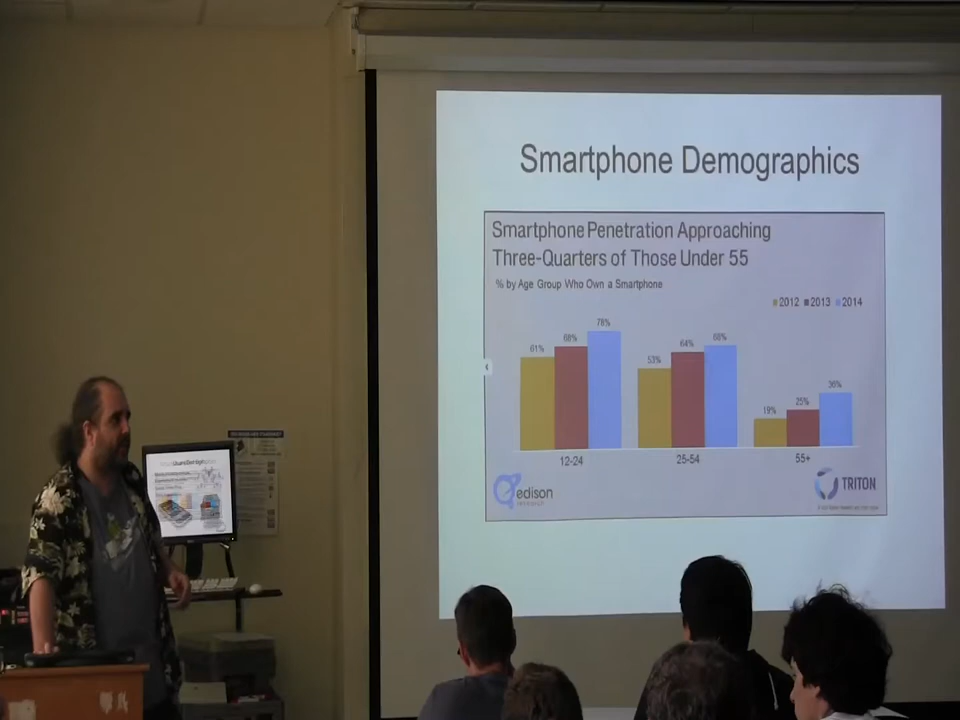 Smartphone Demographics
Smartphone Penetration Approaching
Three-Quarters of Those Under 55
% by Age Group Who Own a Smartphone
2012 2013 2014
61% 68% 78% 53% 64% 68% 19% 25% 36%
12-24 25-54 55+
edison
research
TRITON